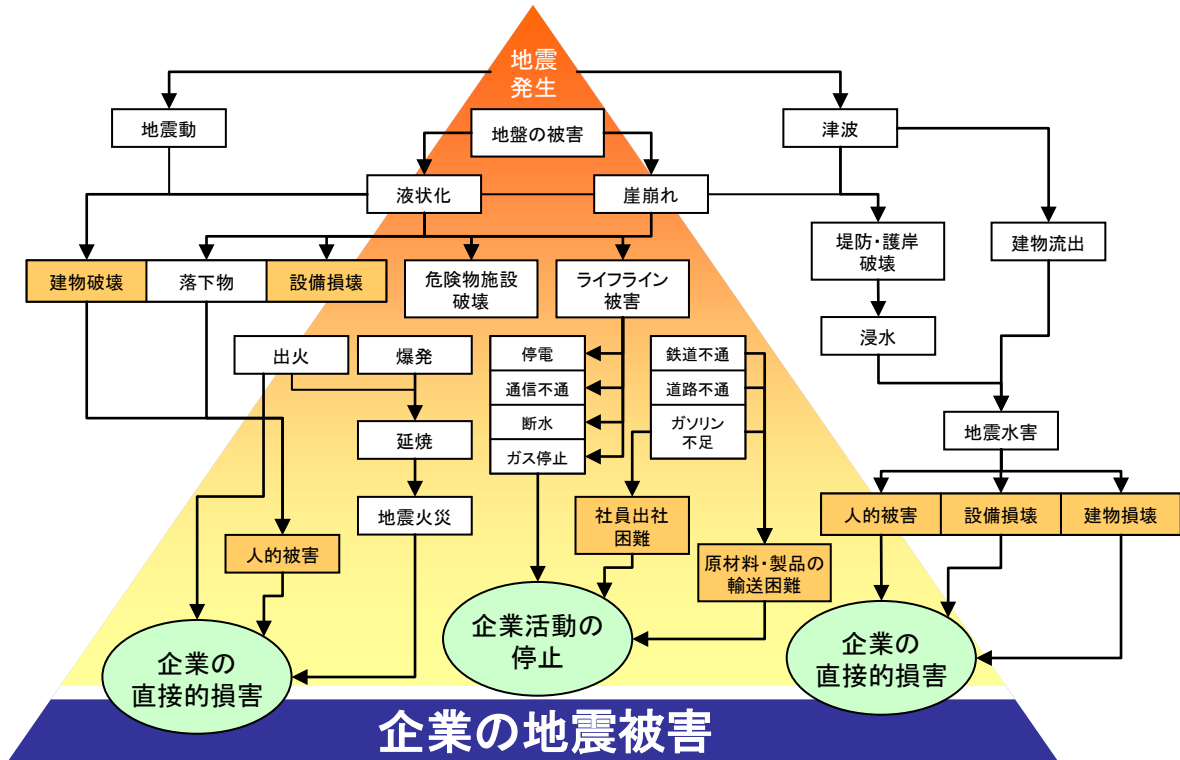 地震
発生
地震動
地盤の被害
津波
液状化
崖崩れ
堤防・護岸
破壊
建物流出
建物破壊
落下物
設備損壊
危険物施設
破壊
ライフライン
被害
浸水
出火
爆発
停電
通信不通
断水
ガス停止
鉄道不通
道路不通
ガソリン
不足
延焼
地震水害
地震火災
社員出社
困難
人的被害
設備損壊
建物損壊
人的被害
原材料・製品の
輸送困難
企業の
直接的損害
企業活動の
停止
企業の
直接的損害
企業の地震被害